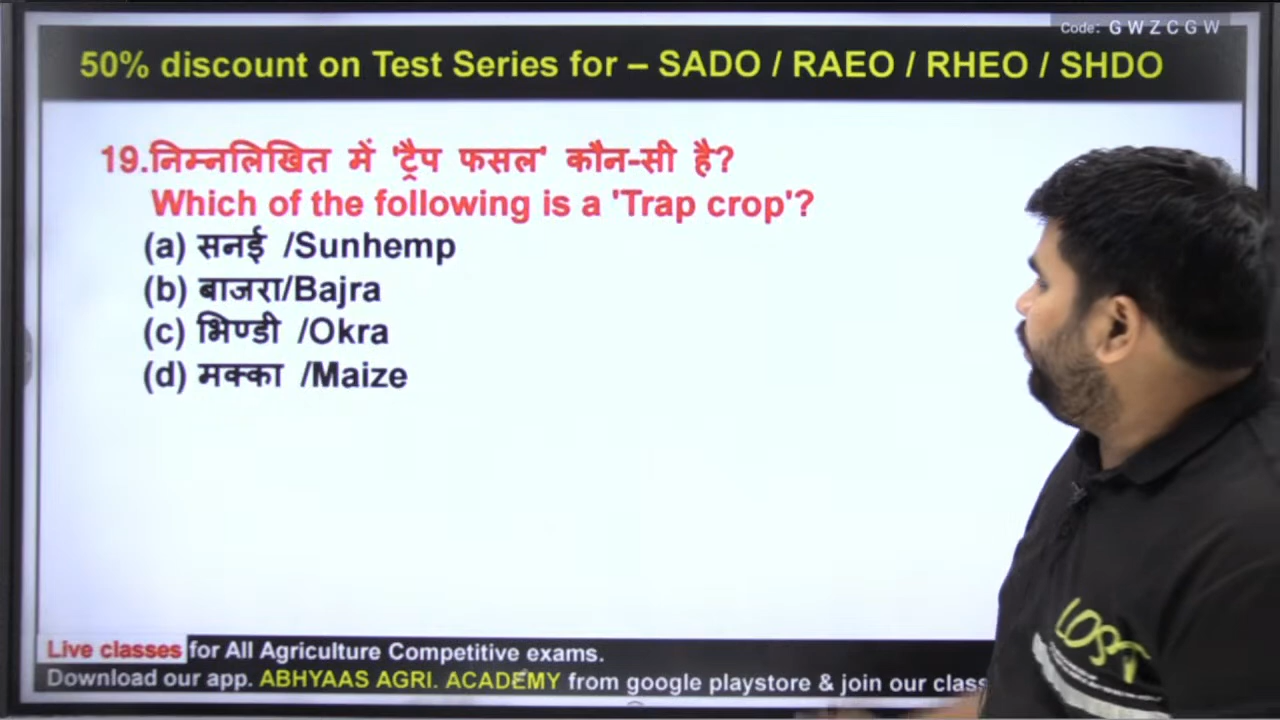 Code: G W Z C G W
50% discount on Test Series for – SADO / RAEO / RHEO / SHDO
19.निम्नलिखित में 'ट्रैप फसल' कौन-सी है?
Which of the following is a 'Trap crop'?
(a) सनई /Sunhemp
(b) बाजरा/Bajra
(c) भिण्डी /Okra
(d) मक्का /Maize
LOST
Live classes for All Agriculture Competitive exams.
Download our app. ABHYAAS AGRI. ACADEMY from google playstore & join our class